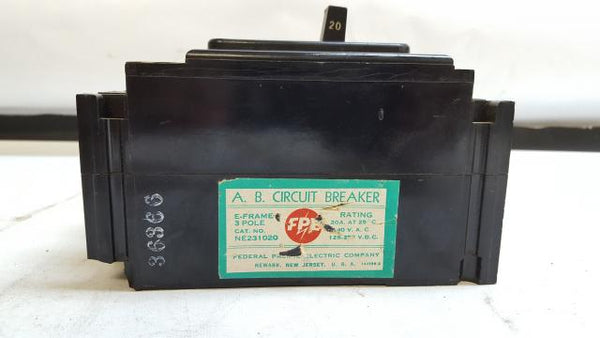 20
A. B. CIRCUIT BREAKER
E-FRAME
3 POLE
CAT. NO.
NE231020
FPE
RATING
20A. AT 25°C
V. A. C
V. D. C.
FEDERAL ELECTRIC COMPANY
NEWARK, NEW JERSEY, U. S. A.
36866